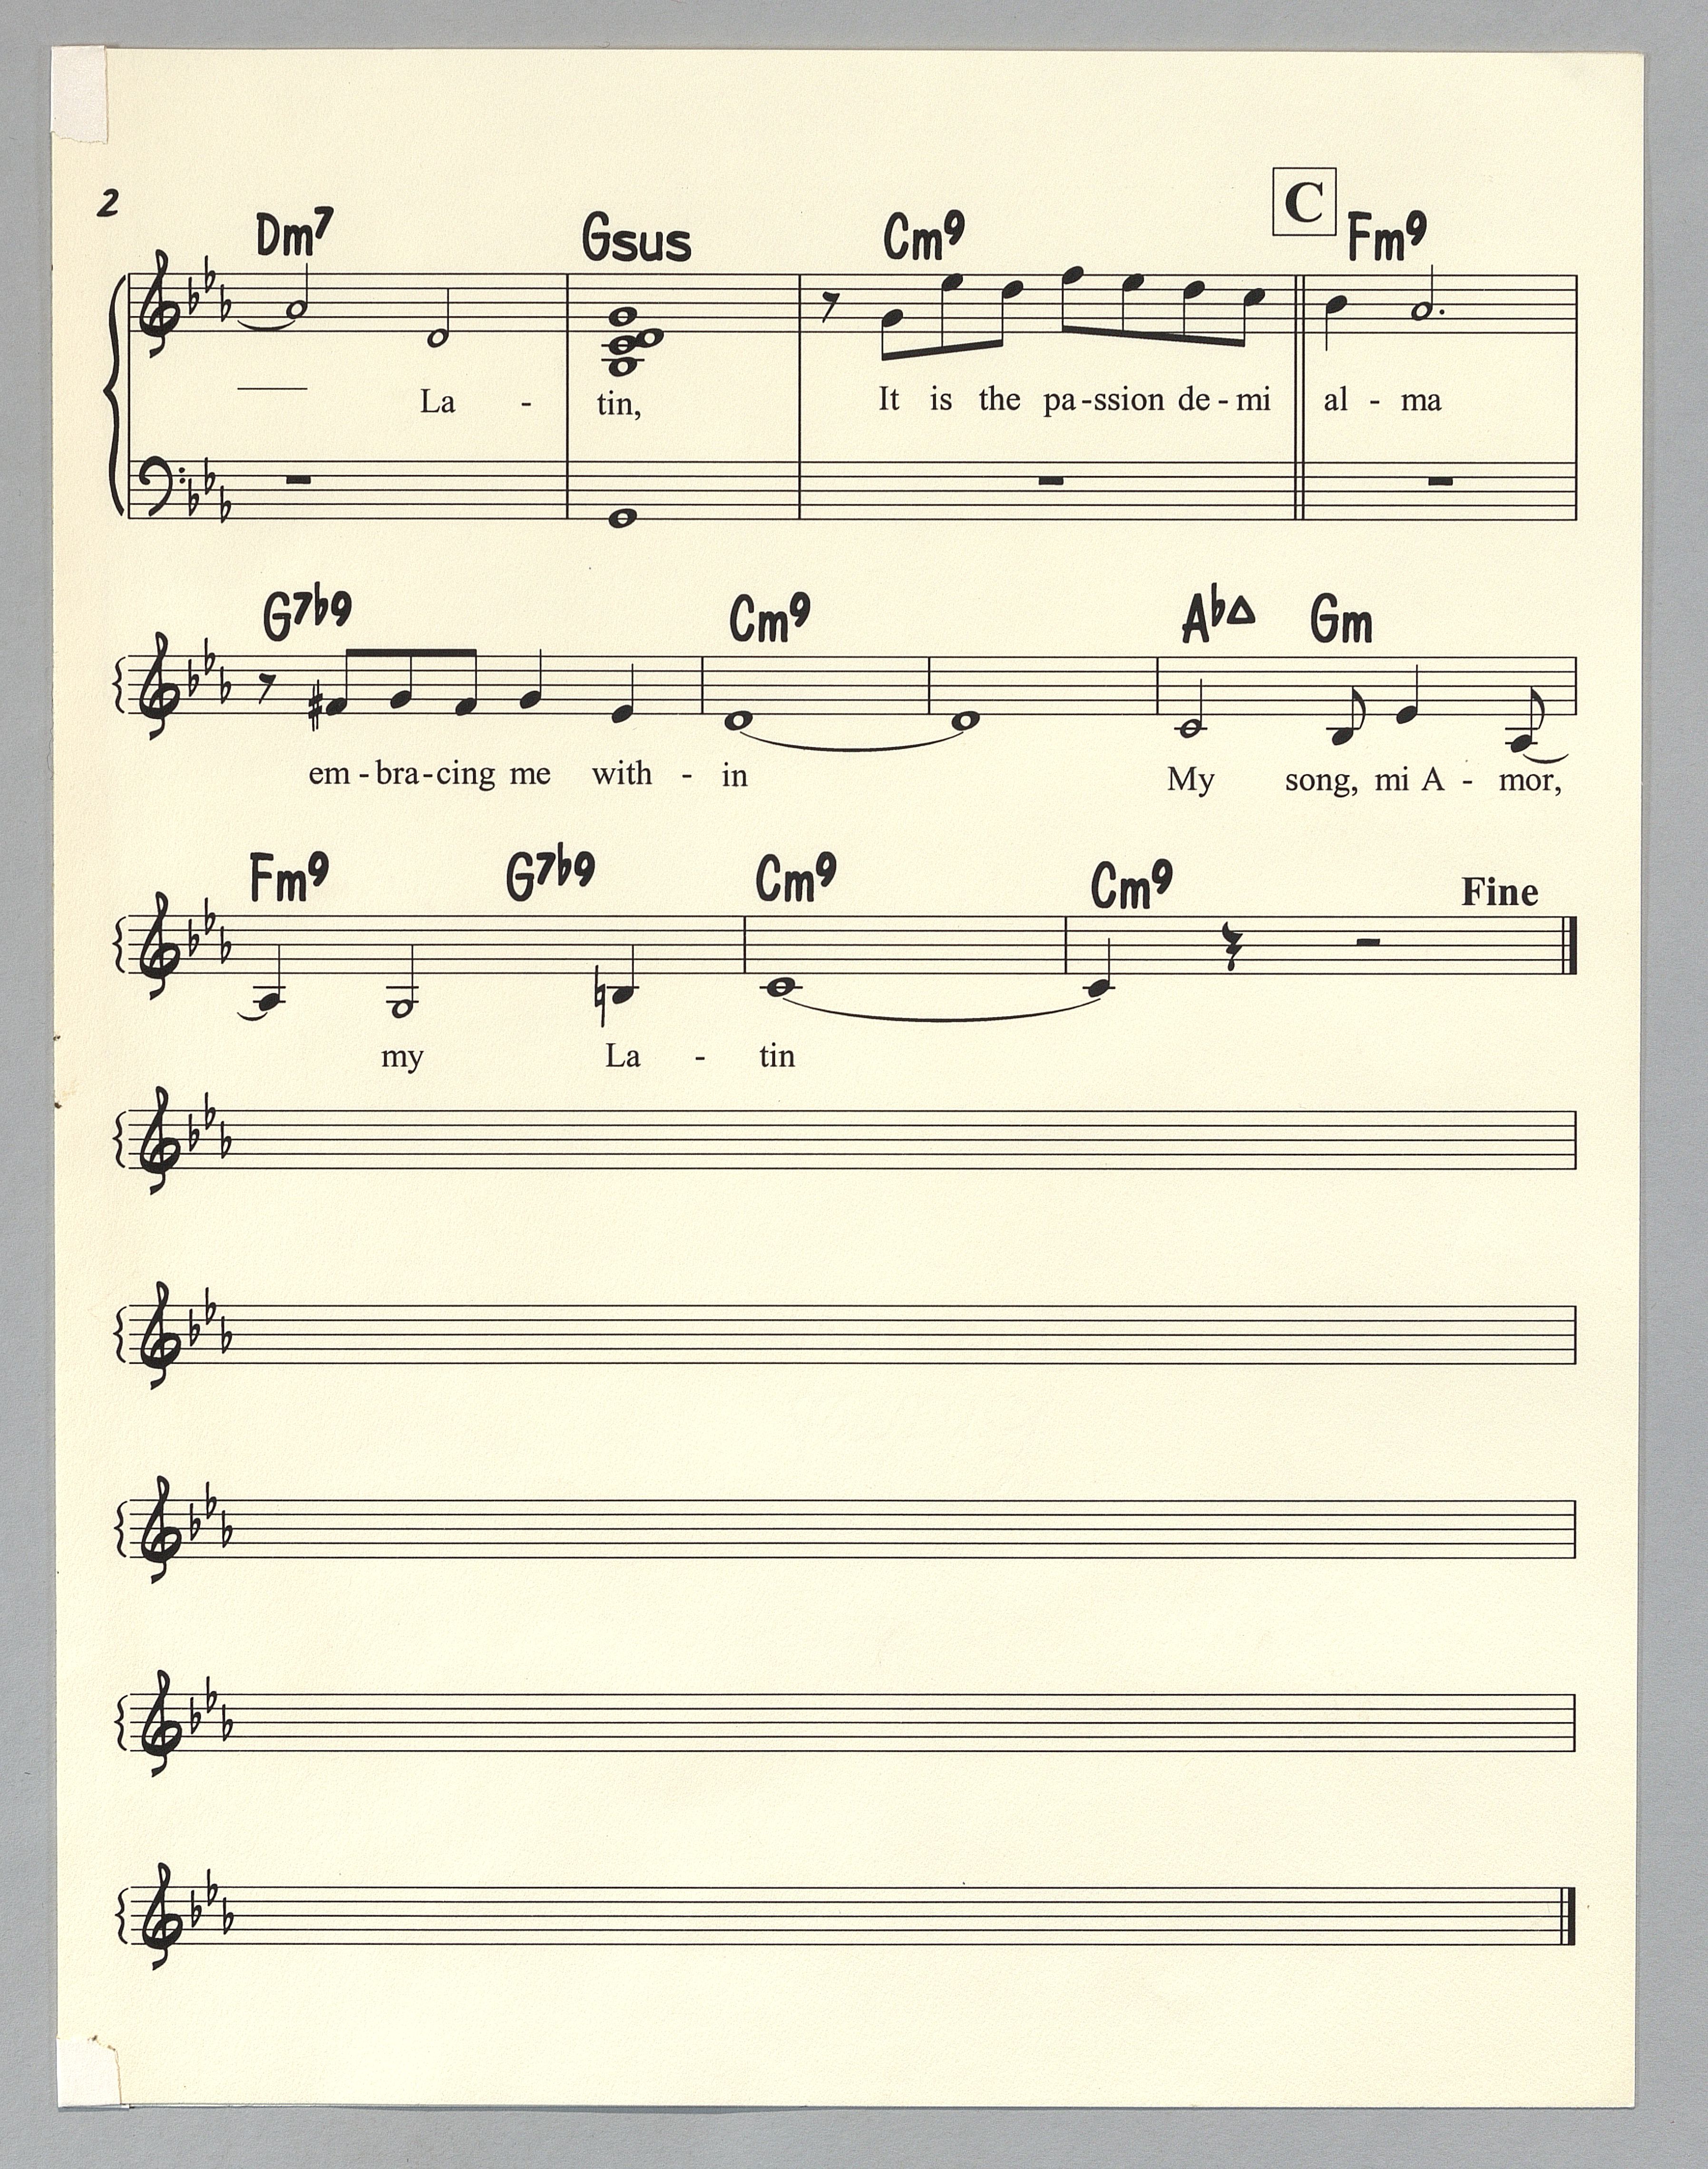 2
C
Dm7 Gsus Cm9 Fm9
La - tin, It is the pa-ssion de-mi al - ma
G7b9 Cm9 Ab△ Gm
em-bra-cing me with - in My song, mi A - mor,
Fm9 G7b9 Cm9 Cm9 Fine
my La - tin